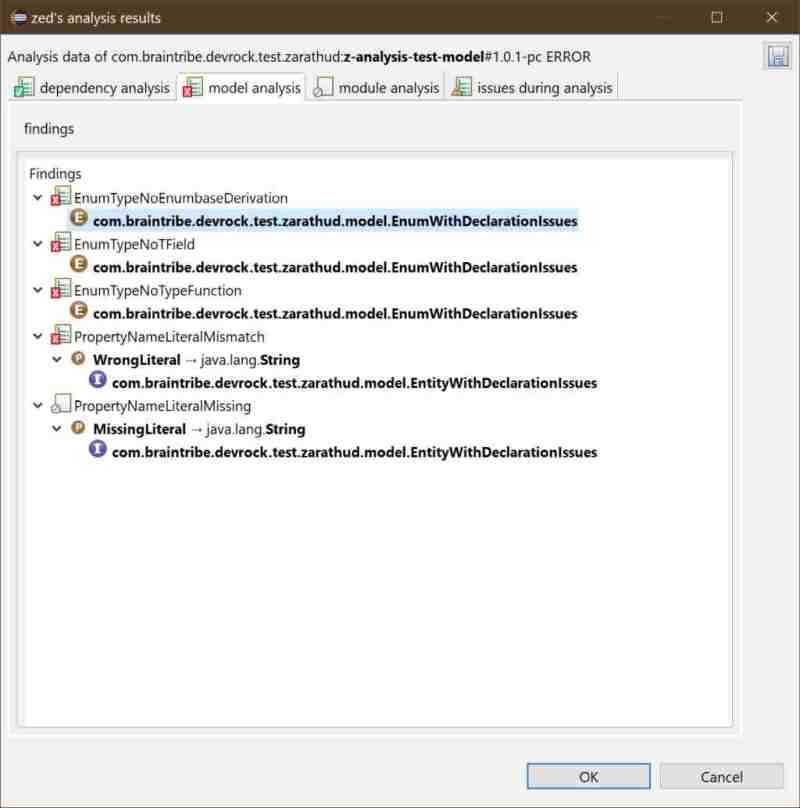 zed's analysis results
Analysis data of com.braintribe.devrock.test.zarathud:z-analysis-test-model#1.0.1-pc ERROR
dependency analysis model analysis module analysis issues during analysis
findings
Findings
EnumTypeNoEnumbaseDerivation
com.braintribe.devrock.test.zarathud.model.EnumWithDeclarationIssues
EnumTypeNoTField
com.braintribe.devrock.test.zarathud.model.EnumWithDeclarationIssues
EnumTypeNoTypeFunction
com.braintribe.devrock.test.zarathud.model.EnumWithDeclarationIssues
PropertyNameLiteralMismatch
WrongLiteral → java.lang.String
com.braintribe.devrock.test.zarathud.model.EntityWithDeclarationIssues
PropertyNameLiteralMissing
MissingLiteral → java.lang.String
com.braintribe.devrock.test.zarathud.model.EntityWithDeclarationIssues
OK Cancel